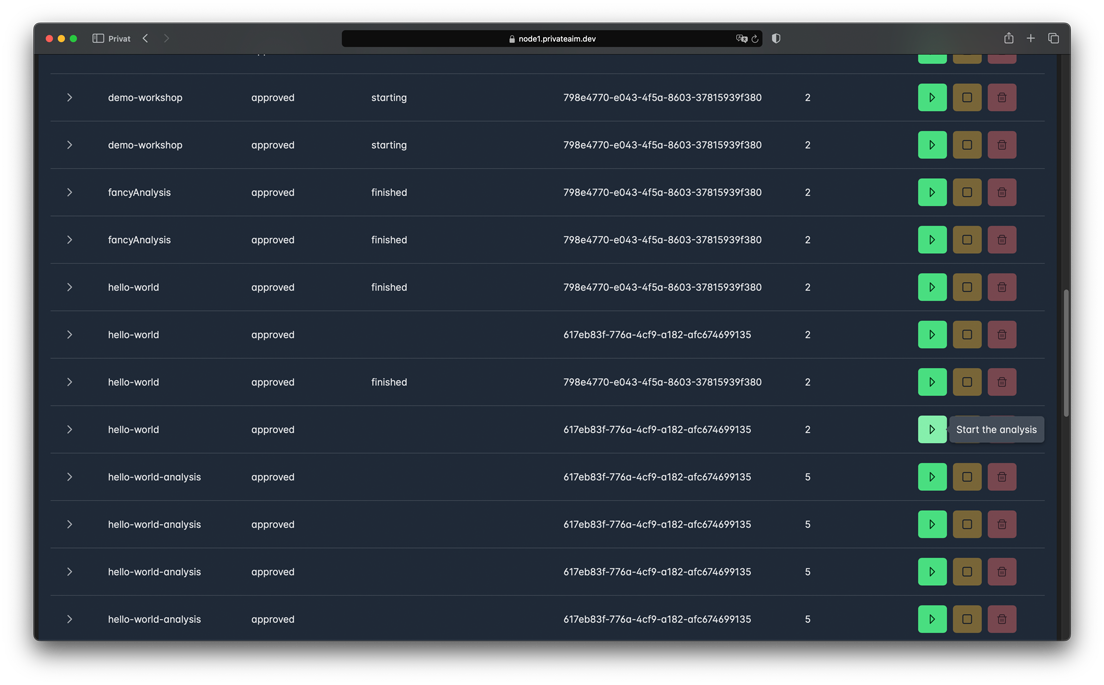 Privat
node1.privateaim.dev
demo-workshop approved starting 798e4770-e043-4f5a-8603-37815939f380 2
demo-workshop approved starting 798e4770-e043-4f5a-8603-37815939f380 2
fancyAnalysis approved finished 798e4770-e043-4f5a-8603-37815939f380 2
fancyAnalysis approved finished 798e4770-e043-4f5a-8603-37815939f380 2
hello-world approved finished 798e4770-e043-4f5a-8603-37815939f380 2
hello-world approved 617eb83f-776a-4cf9-a182-afc674699135 2
hello-world approved finished 798e4770-e043-4f5a-8603-37815939f380 2
hello-world approved 617eb83f-776a-4cf9-a182-afc674699135 2 Start the analysis
hello-world-analysis approved 617eb83f-776a-4cf9-a182-afc674699135 5
hello-world-analysis approved 617eb83f-776a-4cf9-a182-afc674699135 5
hello-world-analysis approved 617eb83f-776a-4cf9-a182-afc674699135 5
hello-world-analysis approved 617eb83f-776a-4cf9-a182-afc674699135 5